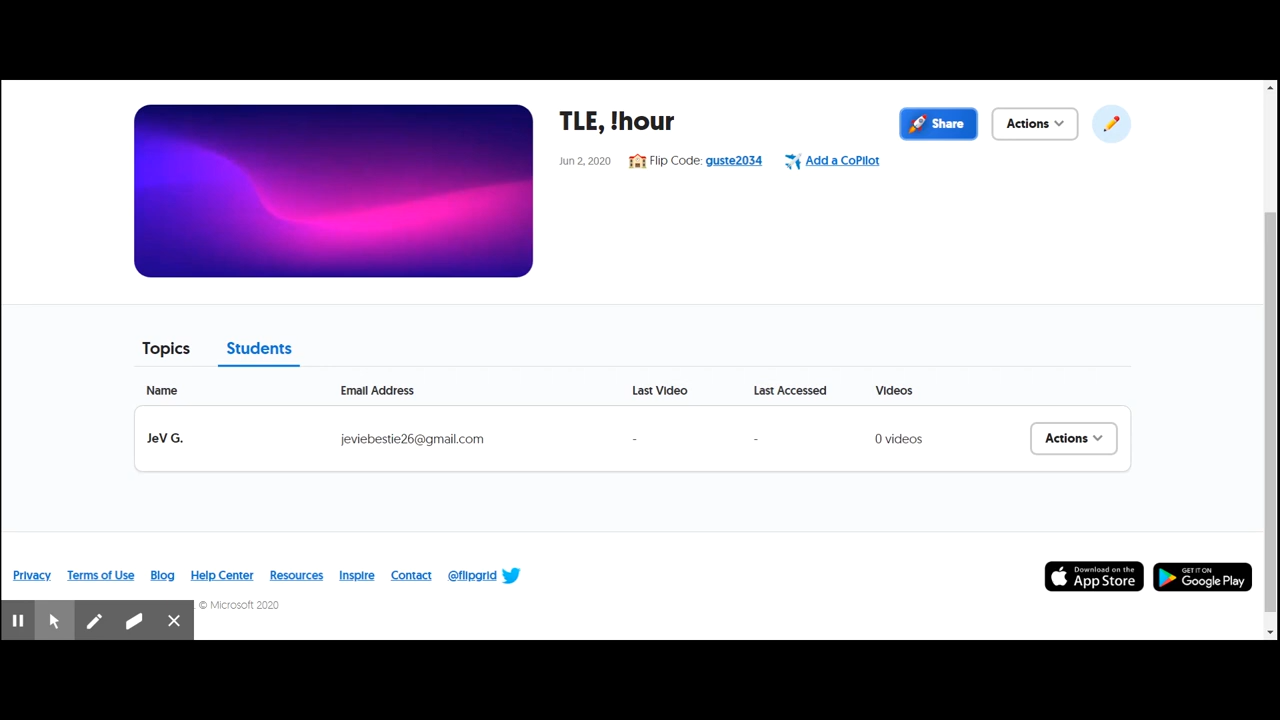 TLE, !hour
Share
Actions
Jun 2, 2020 Flip Code: guste2034 Add a CoPilot
Topics Students
Name Email Address Last Video Last Accessed Videos
JeV G. jeviebestie26@gmail.com - - 0 videos Actions
Privacy Terms of Use Blog Help Center Resources Inspire Contact @flipgrid
Download on the App Store
GET IT ON Google Play
. © Microsoft 2020